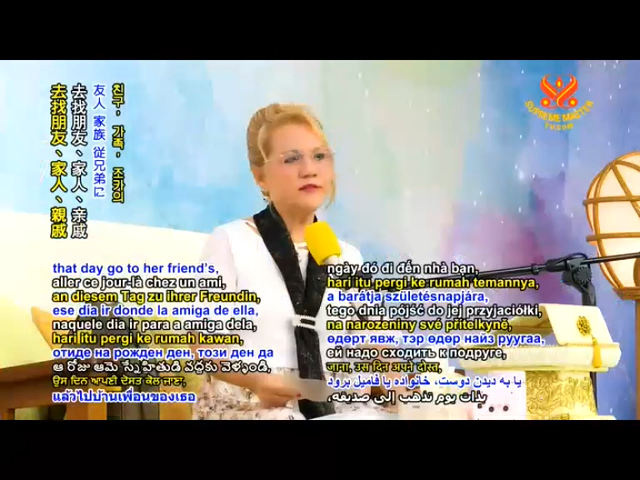 去找朋友、家人、親戚
去找朋友、家人、亲戚
友人 家族 従兄弟に
친구, 가족, 조카의
SUPREME MASTER
that day go to her friend's,
aller ce jour-là chez un ami,
an diesem Tag zu ihrer Freundin,
ese día ir donde la amiga de ella,
naquele dia ir para a amiga dela,
hari itu pergi ke rumah kawan,
отиде на рожден ден, този ден да
ఆ రోజు ఆమె స్నేహితుడి వద్దకు వెళ్ళండి,
ਉਸ ਦਿਨ ਆਪਣੀ ਦੋਸਤ ਕੋਲ ਜਾਣਾ,
แล้วไปบ้านเพื่อนของเธอ
ngày đó đi đến nhà bạn,
hari itu pergi ke rumah temannya,
a barátja születésnapjára,
tego dnia pójść do jej przyjaciółki,
na narozeniny své přítelkyně,
өдөрт явж, тэр өдөр найз руугаа,
ей надо сходить к подруге,
जाना, उस दिन अपने दोस्त,
یا به دیدن دوست، خانواده یا فامیل برود
بذات يوم تذهب إلى صديقه،